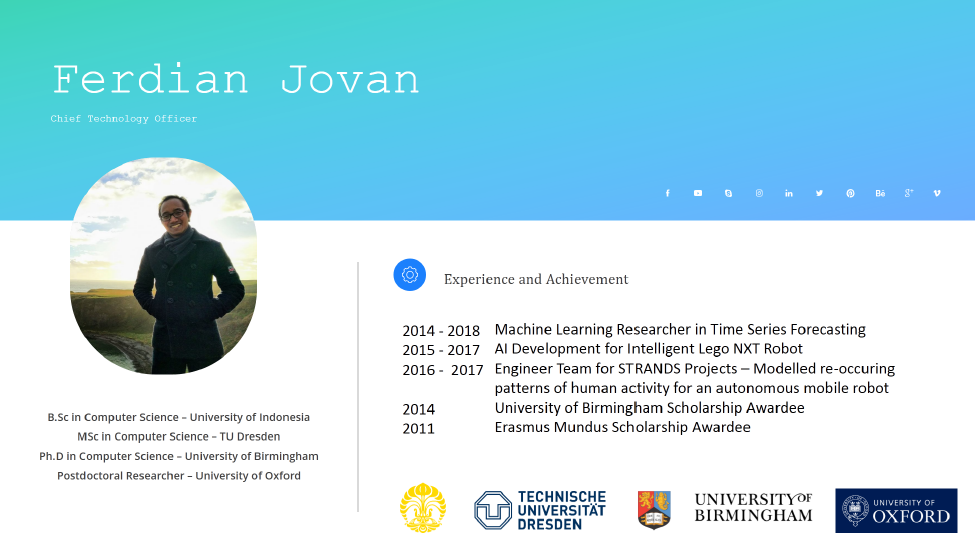 Ferdian Jovan
Chief Technology Officer
Bē
g+
Experience and Achievement
2014 - 2018 Machine Learning Researcher in Time Series Forecasting
2015 - 2017 AI Development for Intelligent Lego NXT Robot
2016 - 2017 Engineer Team for STRANDS Projects – Modelled re-occuring
patterns of human activity for an autonomous mobile robot
2014 University of Birmingham Scholarship Awardee
2011 Erasmus Mundus Scholarship Awardee
B.Sc in Computer Science – University of Indonesia
MSc in Computer Science – TU Dresden
Ph.D in Computer Science – University of Birmingham
Postdoctoral Researcher – University of Oxford
TECHNISCHE
UNIVERSITÄT
DRESDEN
UNIVERSITY OF
BIRMINGHAM
UNIVERSITY OF
OXFORD